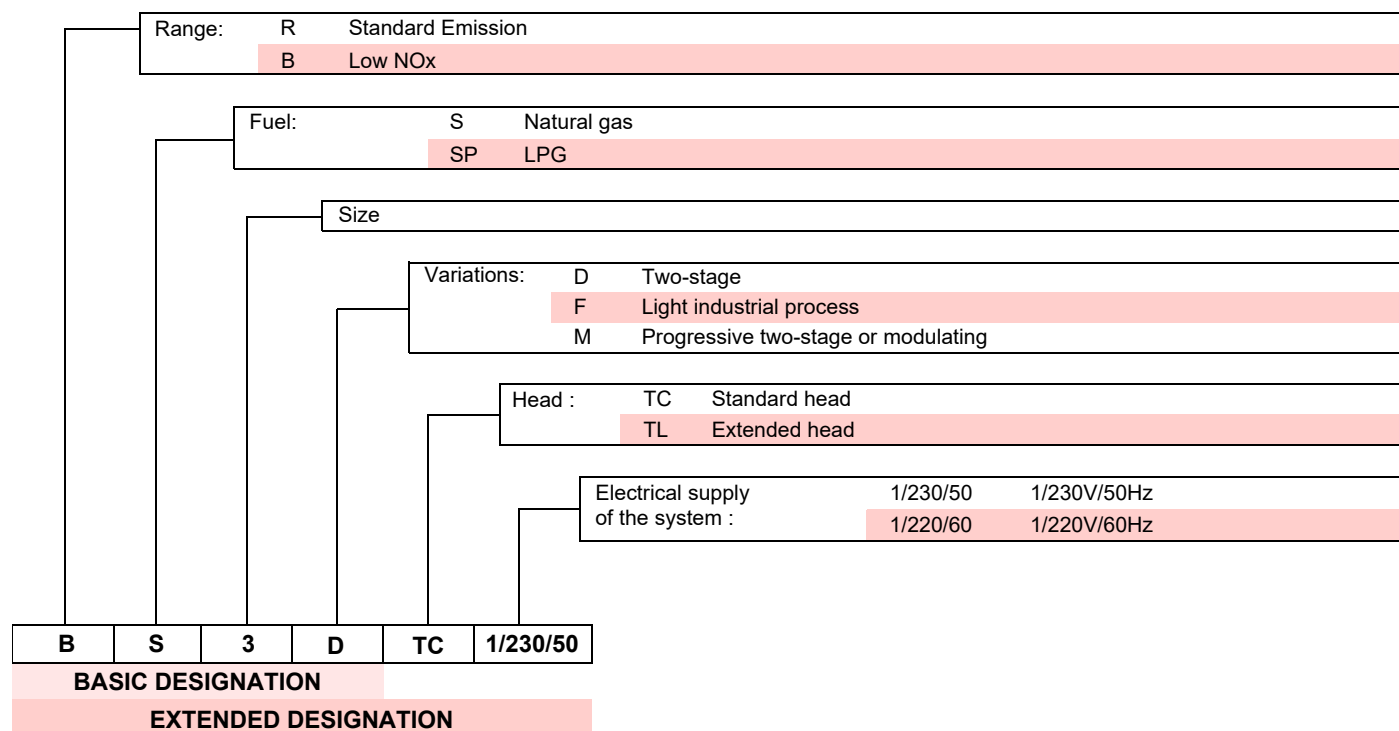 Range: R Standard Emission
B Low NOx
Fuel: S Natural gas
SP LPG
Size
Variations: D Two-stage
F Light industrial process
M Progressive two-stage or modulating
Head : TC Standard head
TL Extended head
Electrical supply 1/230/50 1/230V/50Hz
of the system : 1/220/60 1/220V/60Hz
B S 3 D TC 1/230/50
BASIC DESIGNATION
EXTENDED DESIGNATION